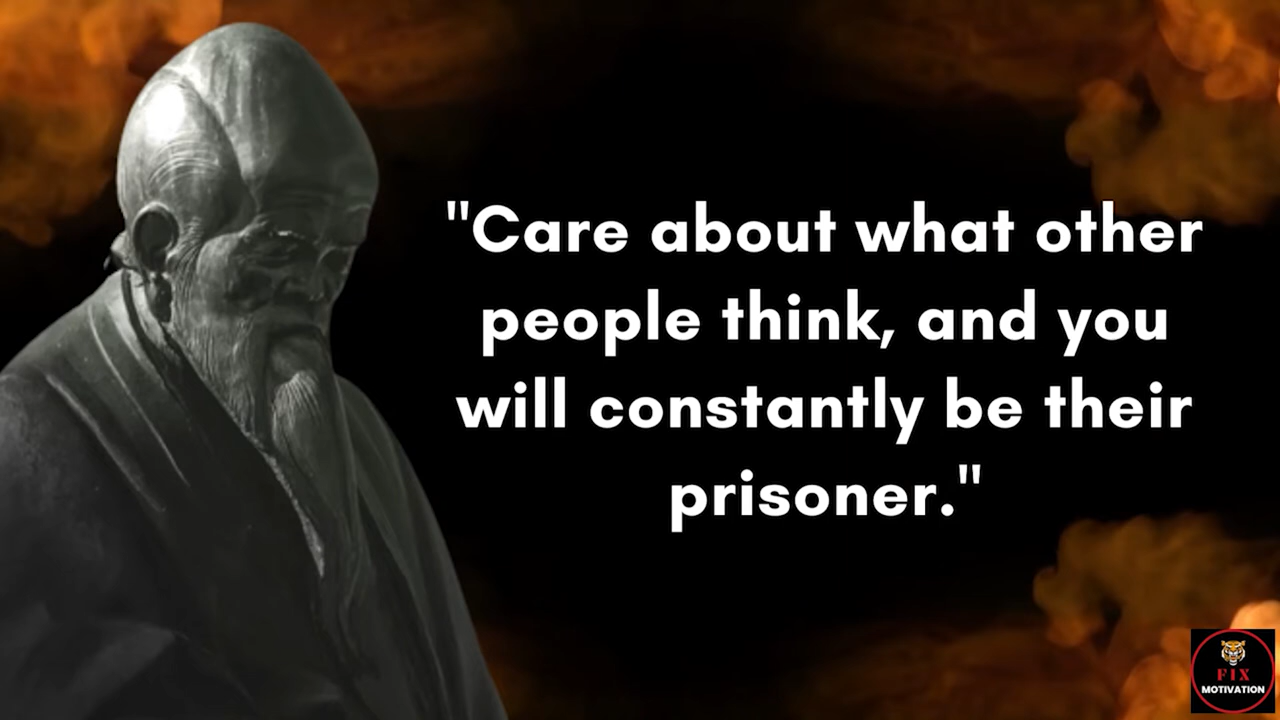 "Care about what other
people think, and you
will constantly be their
prisoner."
FIX
MOTIVATION